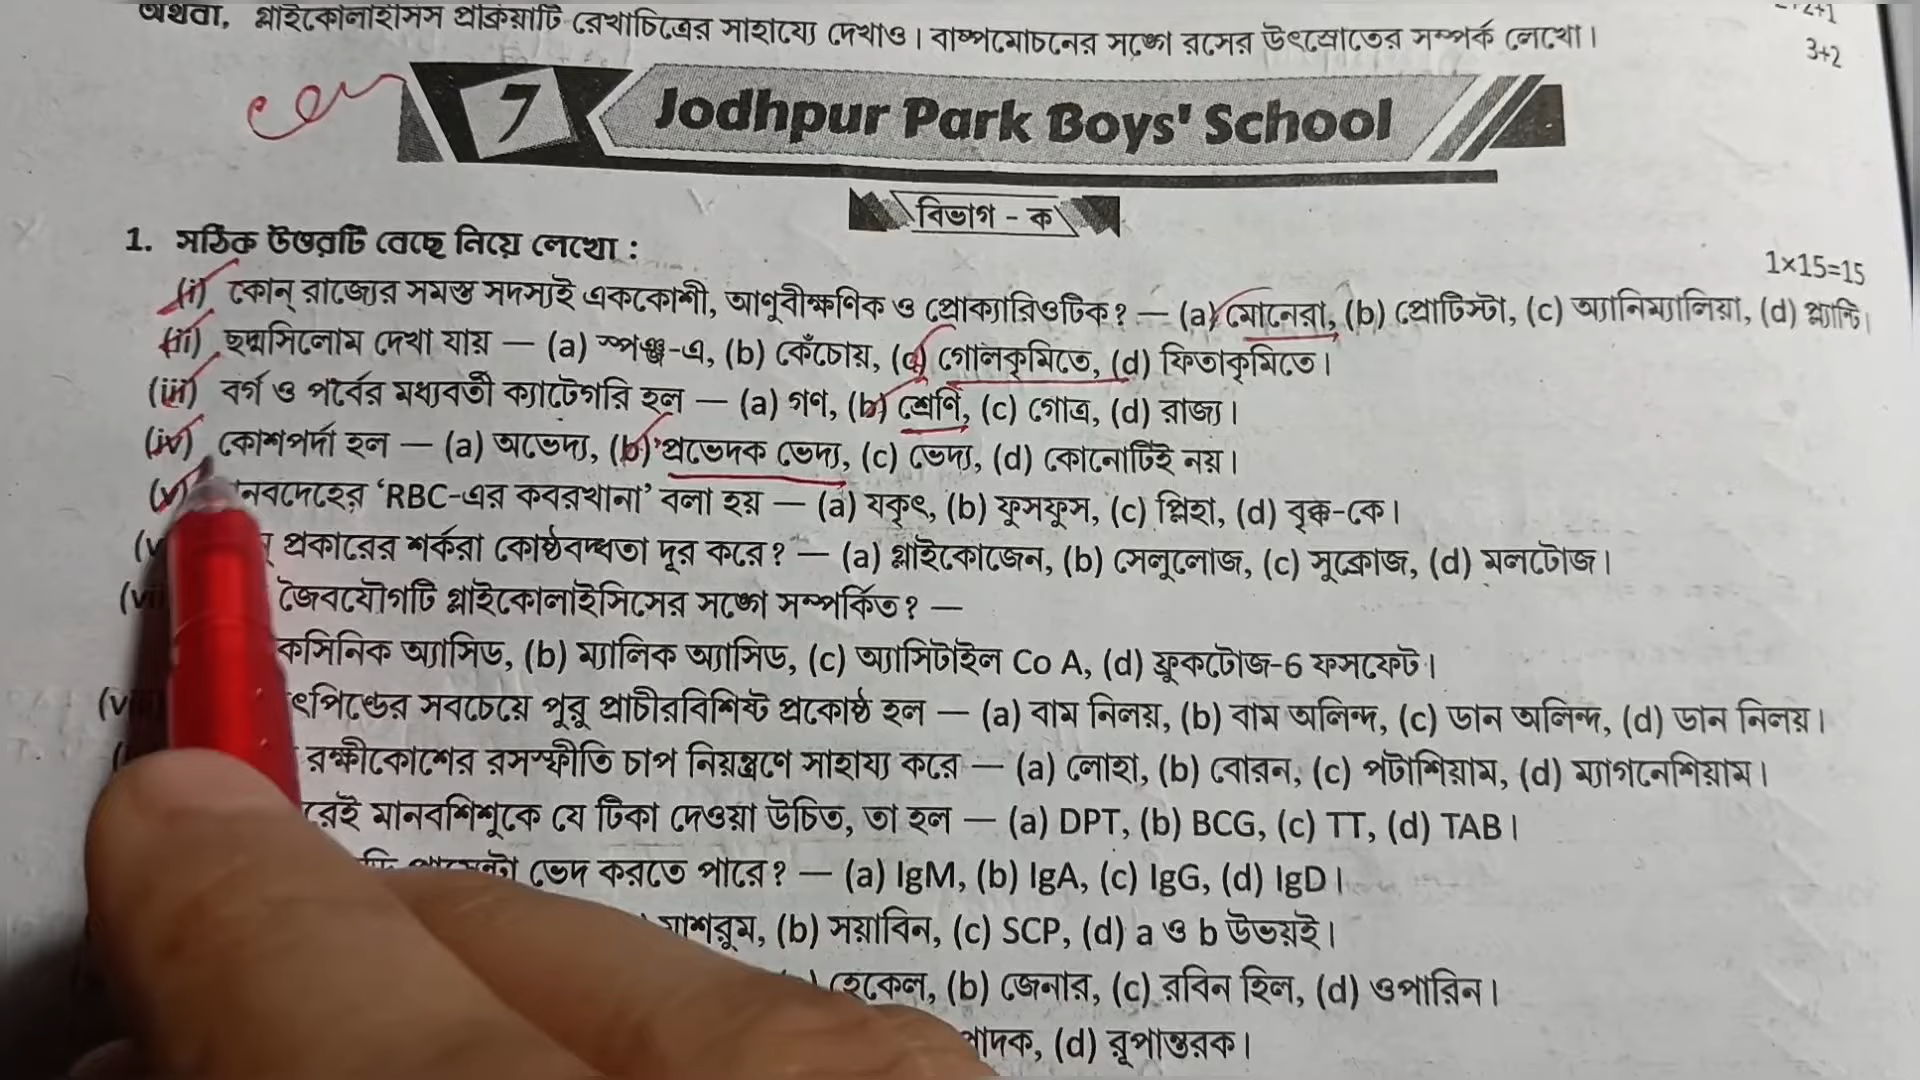 অথবা, গ্লাইকোলাইসিস প্রক্রিয়াটি রেখাচিত্রের সাহায্যে দেখাও। বাষ্পমোচনের সঙ্গে রসের উৎস্রোতের সম্পর্ক লেখো।
3+2
7 Jodhpur Park Boys' School
বিভাগ - ক
1. সঠিক উত্তরটি বেছে নিয়ে লেখো :
1×15=15
(i) কোন্ রাজ্যের সমস্ত সদস্যই এককোশী, আণুবীক্ষণিক ও প্রোক্যারিওটিক? — (a) মোনেরা, (b) প্রোটিস্টা, (c) অ্যানিম্যালিয়া, (d) প্ল্যান্টি।
(ii) ছদ্মসিলোম দেখা যায় — (a) স্পঞ্জ-এ, (b) কেঁচোয়, (c) গোলকৃমিতে, (d) ফিতাকৃমিতে।
(iii) বর্গ ও পর্বের মধ্যবর্তী ক্যাটেগরি হল — (a) গণ, (b) শ্রেণি, (c) গোত্র, (d) রাজ্য।
(iv) কোশপর্দা হল — (a) অভেদ্য, (b) প্রভেদক ভেদ্য, (c) ভেদ্য, (d) কোনোটিই নয়।
(v) নবদেহের ‘RBC-এর কবরখানা’ বলা হয় — (a) যকৃৎ, (b) ফুসফুস, (c) প্লিহা, (d) বৃক্ক-কে।
প্রকারের শর্করা কোষ্ঠবদ্ধতা দূর করে? — (a) গ্লাইকোজেন, (b) সেলুলোজ, (c) সুক্রোজ, (d) মলটোজ।
জৈবযৌগটি গ্লাইকোলাইসিসের সঙ্গে সম্পর্কিত? —
কসিনিক অ্যাসিড, (b) ম্যালিক অ্যাসিড, (c) অ্যাসিটাইল Co A, (d) ফ্রুকটোজ-6 ফসফেট।
ৎপিণ্ডের সবচেয়ে পুরু প্রাচীরবিশিষ্ট প্রকোষ্ঠ হল — (a) বাম নিলয়, (b) বাম অলিন্দ, (c) ডান অলিন্দ, (d) ডান নিলয়।
রক্ষীকোশের রসস্ফীতি চাপ নিয়ন্ত্রণে সাহায্য করে — (a) লোহা, (b) বোরন, (c) পটাশিয়াম, (d) ম্যাগনেশিয়াম।
রেই মানবশিশুকে যে টিকা দেওয়া উচিত, তা হল — (a) DPT, (b) BCG, (c) TT, (d) TAB।
ভেদ করতে পারে? — (a) IgM, (b) IgA, (c) IgG, (d) IgD।
মাশরুম, (b) সয়াবিন, (c) SCP, (d) a ও b উভয়ই।
হেকেল, (b) জেনার, (c) রবিন হিল, (d) ওপারিন।
পাদক, (d) রূপান্তরক।